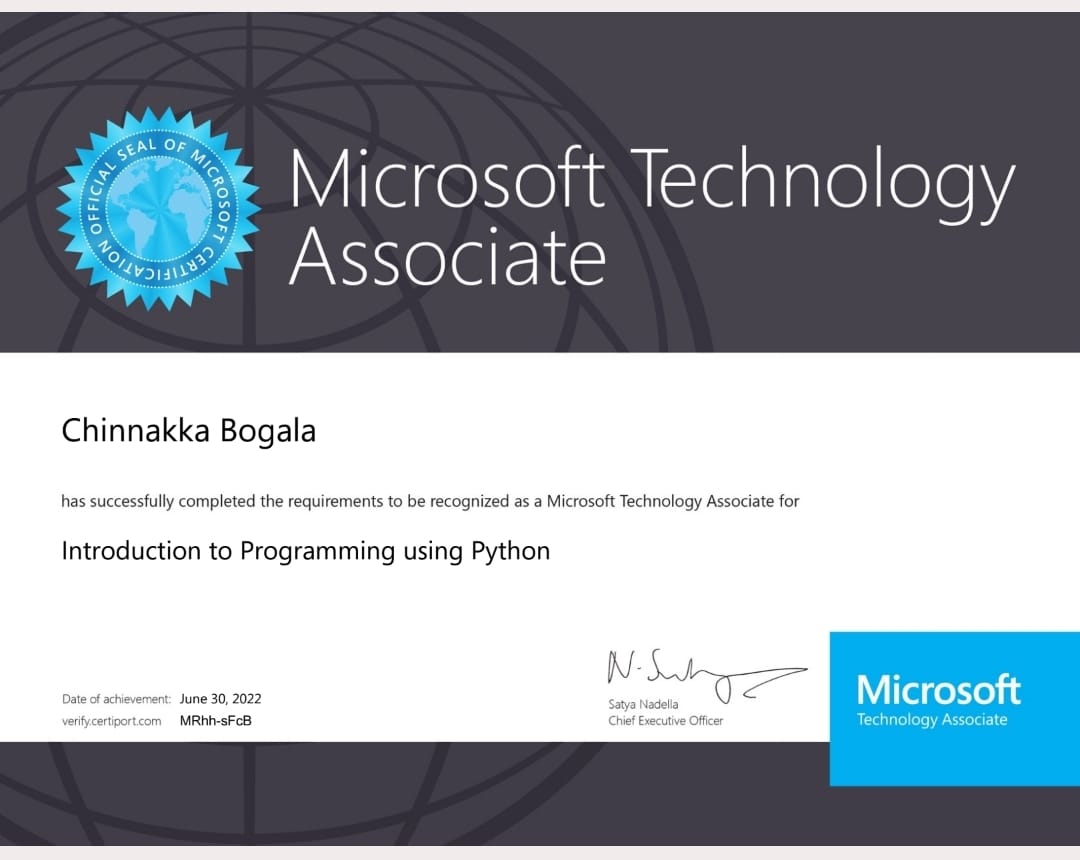 OFFICIAL SEAL OF MICROSOFT CERTIFICATION
Microsoft Technology
Associate
Chinnakka Bogala
has successfully completed the requirements to be recognized as a Microsoft Technology Associate for
Introduction to Programming using Python
Date of achievement: June 30, 2022
verify.certiport.com MRhh-sFcB
N. Satya
Satya Nadella
Chief Executive Officer
Microsoft
Technology Associate